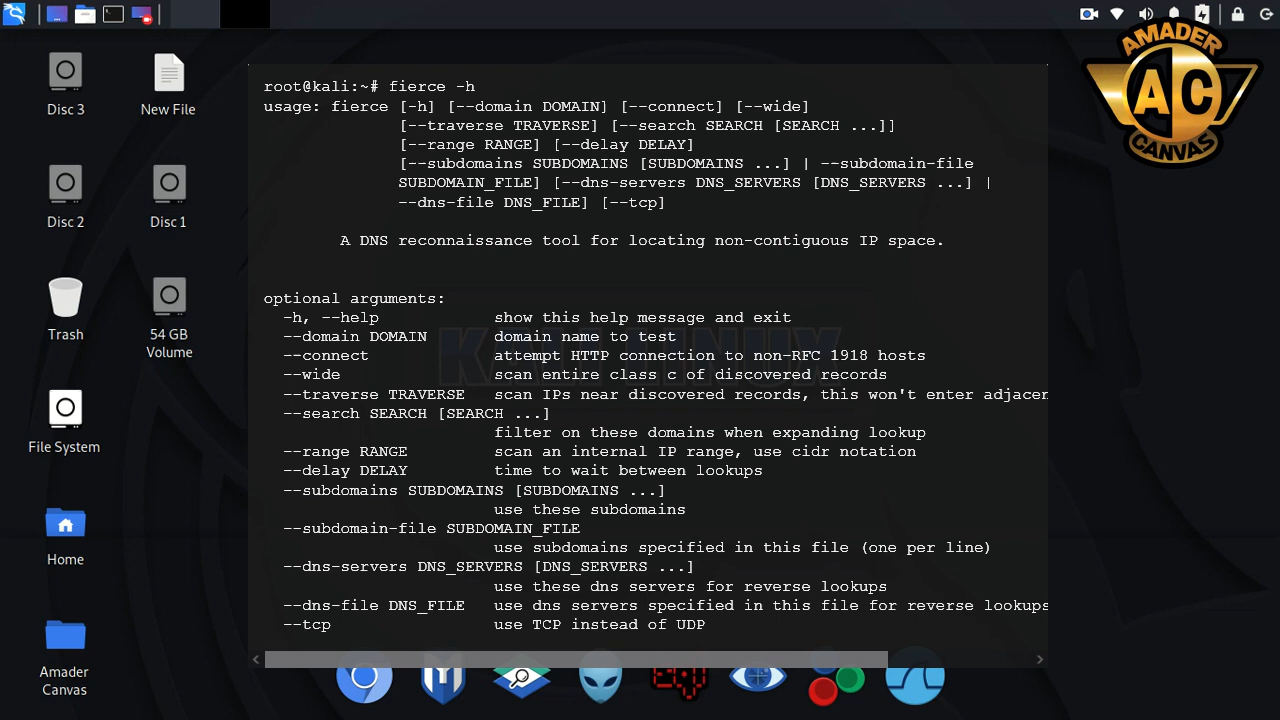 AMADER
AC
CANVAS
Disc 3
New File
Disc 2
Disc 1
Trash
54 GB
Volume
File System
Home
Amader
Canvas
root@kali:~# fierce -h
usage: fierce [-h] [--domain DOMAIN] [--connect] [--wide]
[--traverse TRAVERSE] [--search SEARCH [SEARCH ...]]
[--range RANGE] [--delay DELAY]
[--subdomains SUBDOMAINS [SUBDOMAINS ...] | --subdomain-file
SUBDOMAIN_FILE] [--dns-servers DNS_SERVERS [DNS_SERVERS ...] |
--dns-file DNS_FILE] [--tcp]
A DNS reconnaissance tool for locating non-contiguous IP space.
optional arguments:
-h, --help show this help message and exit
--domain DOMAIN domain name to test
--connect attempt HTTP connection to non-RFC 1918 hosts
--wide scan entire class c of discovered records
--traverse TRAVERSE scan IPs near discovered records, this won't enter adjacen
--search SEARCH [SEARCH ...]
filter on these domains when expanding lookup
--range RANGE scan an internal IP range, use cidr notation
--delay DELAY time to wait between lookups
--subdomains SUBDOMAINS [SUBDOMAINS ...]
use these subdomains
--subdomain-file SUBDOMAIN_FILE
use subdomains specified in this file (one per line)
--dns-servers DNS_SERVERS [DNS_SERVERS ...]
use these dns servers for reverse lookups
--dns-file DNS_FILE use dns servers specified in this file for reverse lookups
--tcp use TCP instead of UDP
KALI LINUX